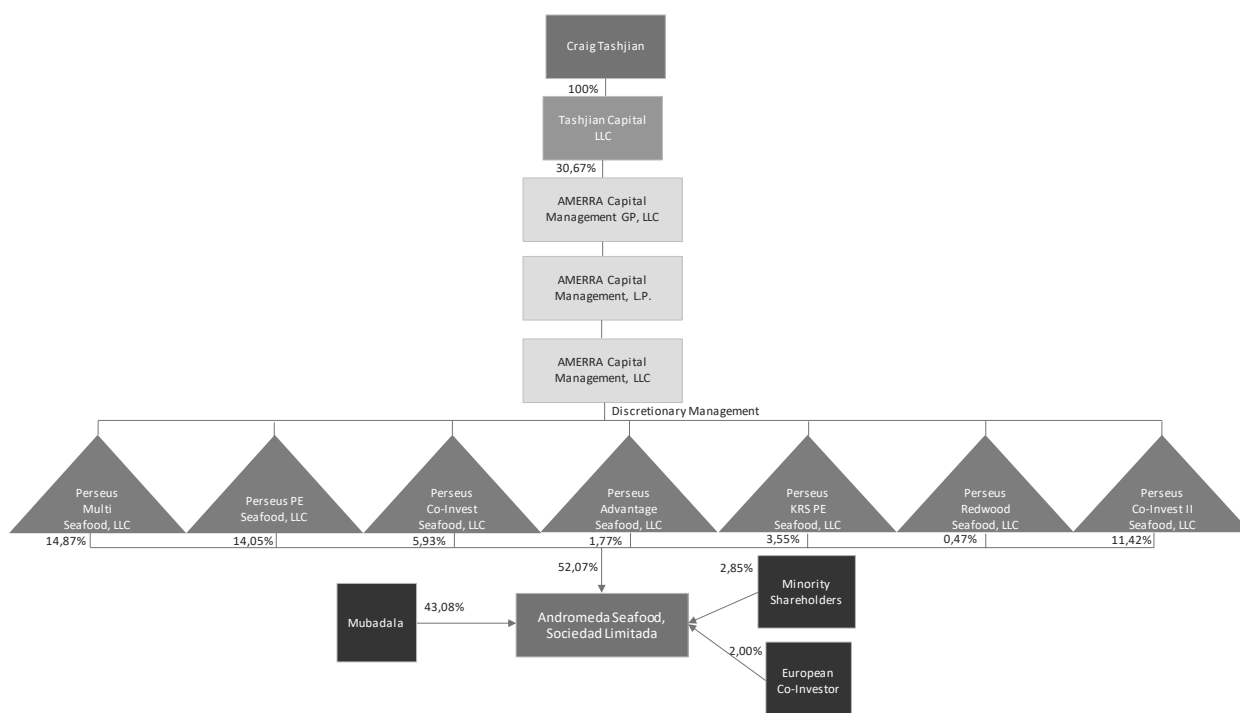 Craig Tashjian
100%
Tashjian Capital
LLC
30,67%
AMERRA Capital
Management GP, LLC
AMERRA Capital
Management, L.P.
AMERRA Capital
Management, LLC
Discretionary Management
Perseus
Multi
Seafood, LLC
Perseus PE
Seafood, LLC
Perseus
Co-Invest
Seafood, LLC
Perseus
Advantage
Seafood, LLC
Perseus
KRS PE
Seafood, LLC
Perseus
Redwood
Seafood, LLC
Perseus
Co-Invest II
Seafood, LLC
14,87%
14,05%
5,93%
1,77%
3,55%
0,47%
11,42%
52,07%
Mubadala
43,08%
Andromeda Seafood,
Sociedad Limitada
2,85%
Minority
Shareholders
2,00%
European
Co-Investor